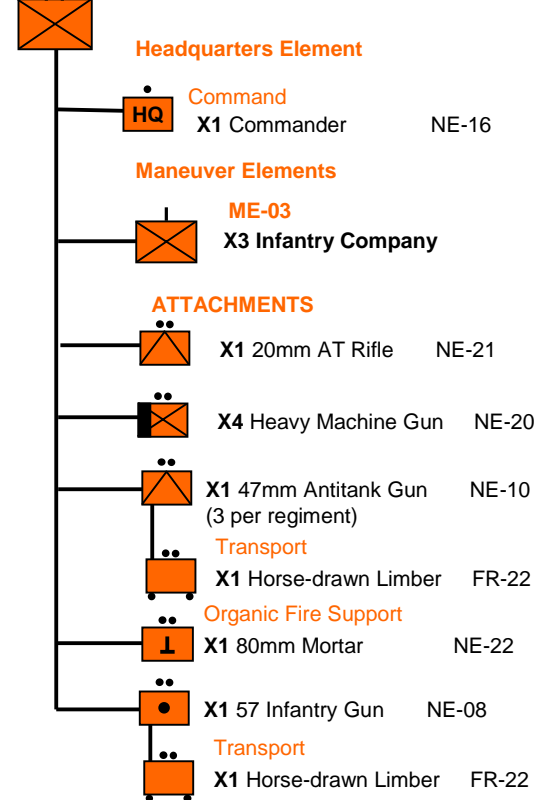 Headquarters Element
Command
HQ
X1 Commander NE-16
Maneuver Elements
ME-03
X3 Infantry Company
ATTACHMENTS
X1 20mm AT Rifle NE-21
X4 Heavy Machine Gun NE-20
X1 47mm Antitank Gun NE-10
(3 per regiment)
Transport
X1 Horse-drawn Limber FR-22
Organic Fire Support
X1 80mm Mortar NE-22
X1 57 Infantry Gun NE-08
Transport
X1 Horse-drawn Limber FR-22